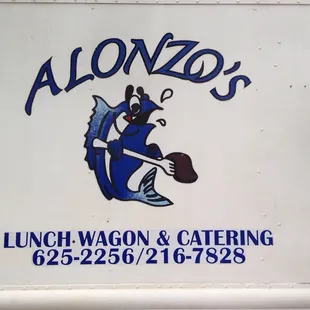 ALONZO'S
LUNCH·WAGON & CATERING
625-2256/216-7828